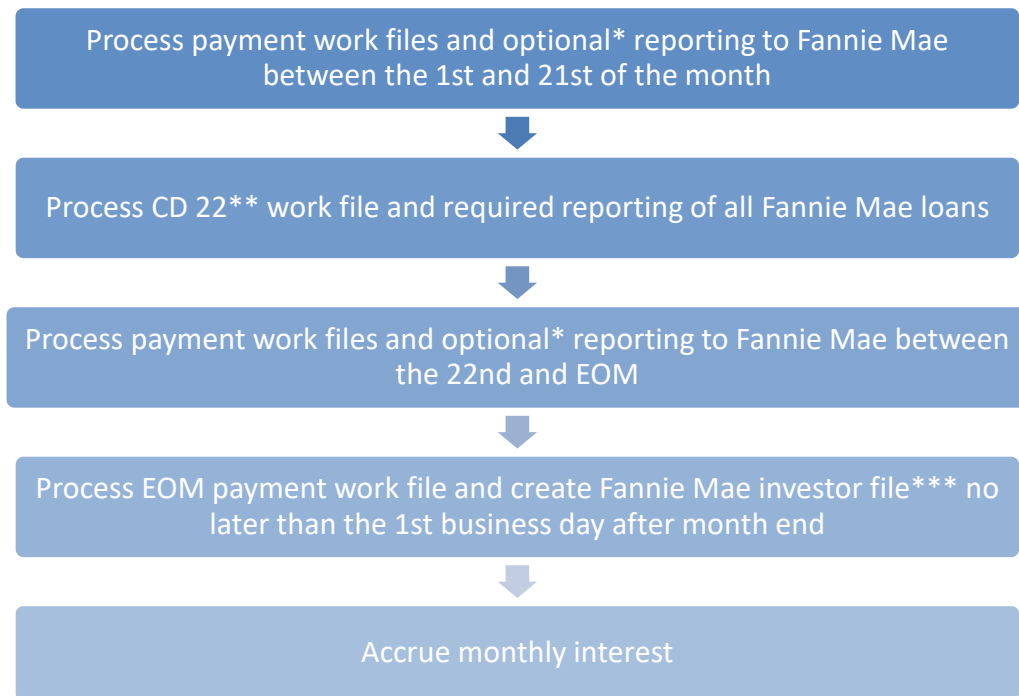 Process payment work files and optional* reporting to Fannie Mae
between the 1st and 21st of the month
Process CD 22** work file and required reporting of all Fannie Mae loans
Process payment work files and optional* reporting to Fannie Mae between
the 22nd and EOM
Process EOM payment work file and create Fannie Mae investor file*** no
later than the 1st business day after month end
Accrue monthly interest